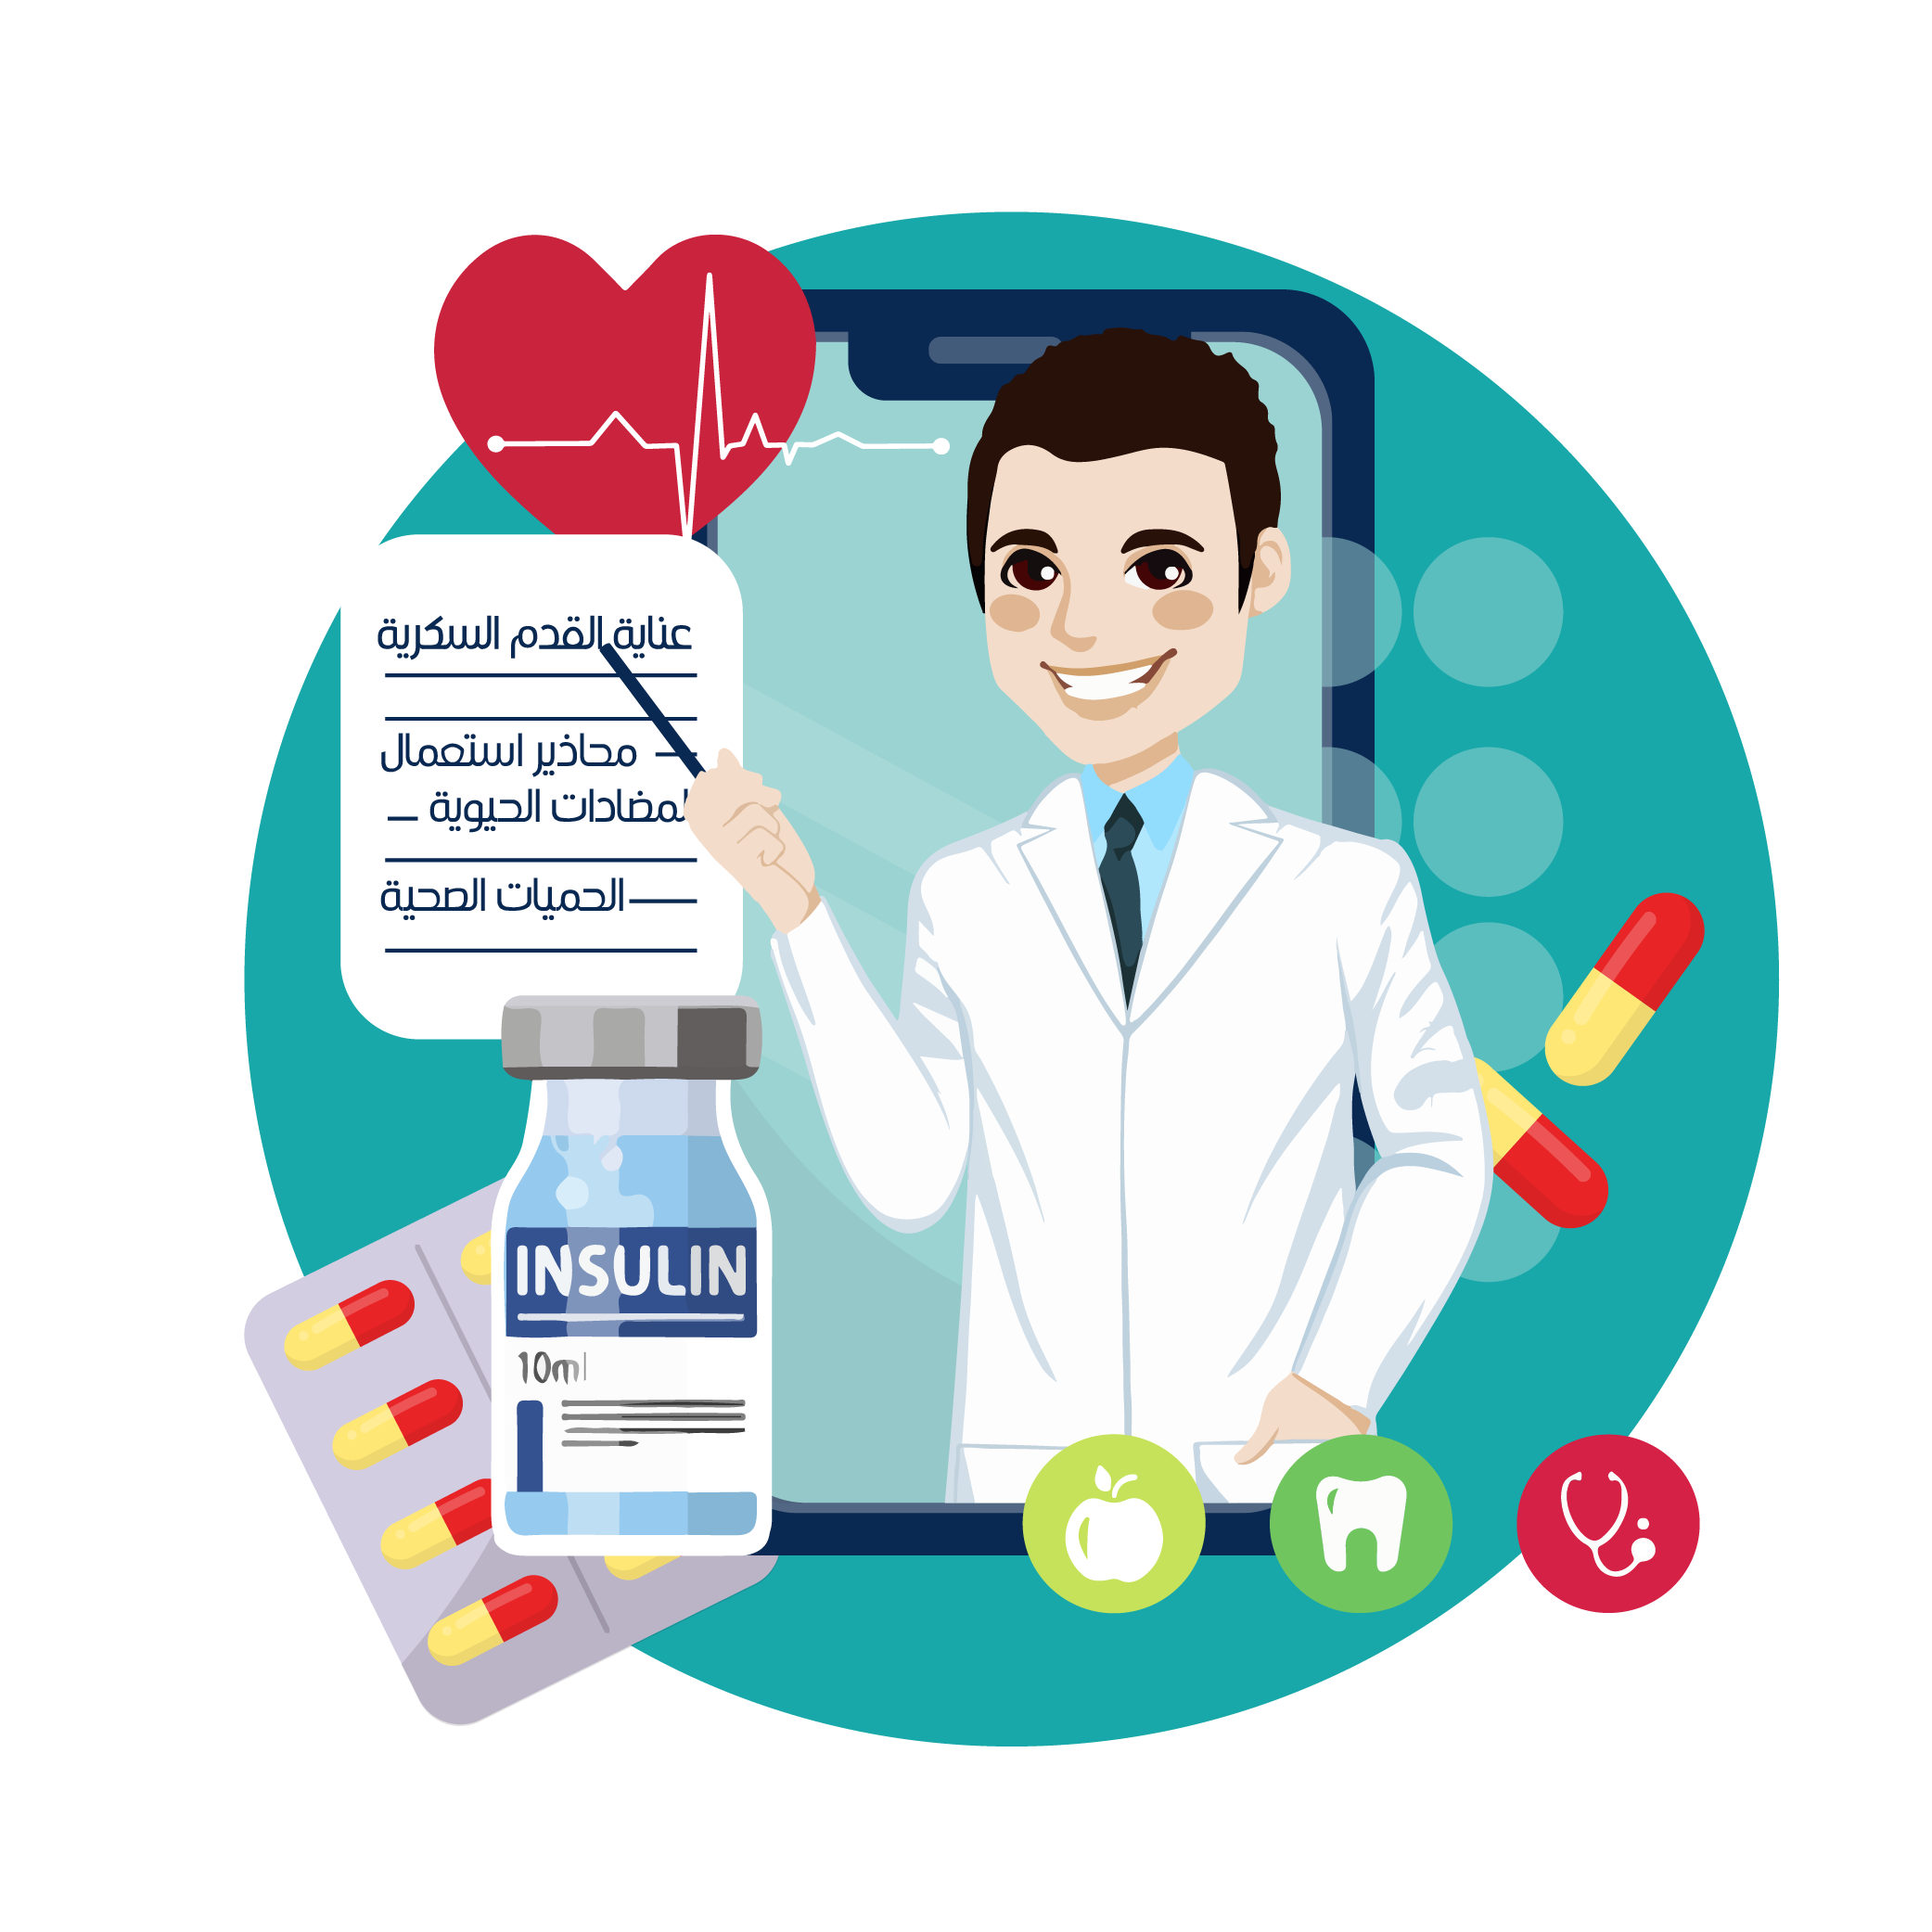 عناية القدم السكرية
محاذير استعمال
المضادات الحيوية
الحميات الصحية
INSULIN
10ml